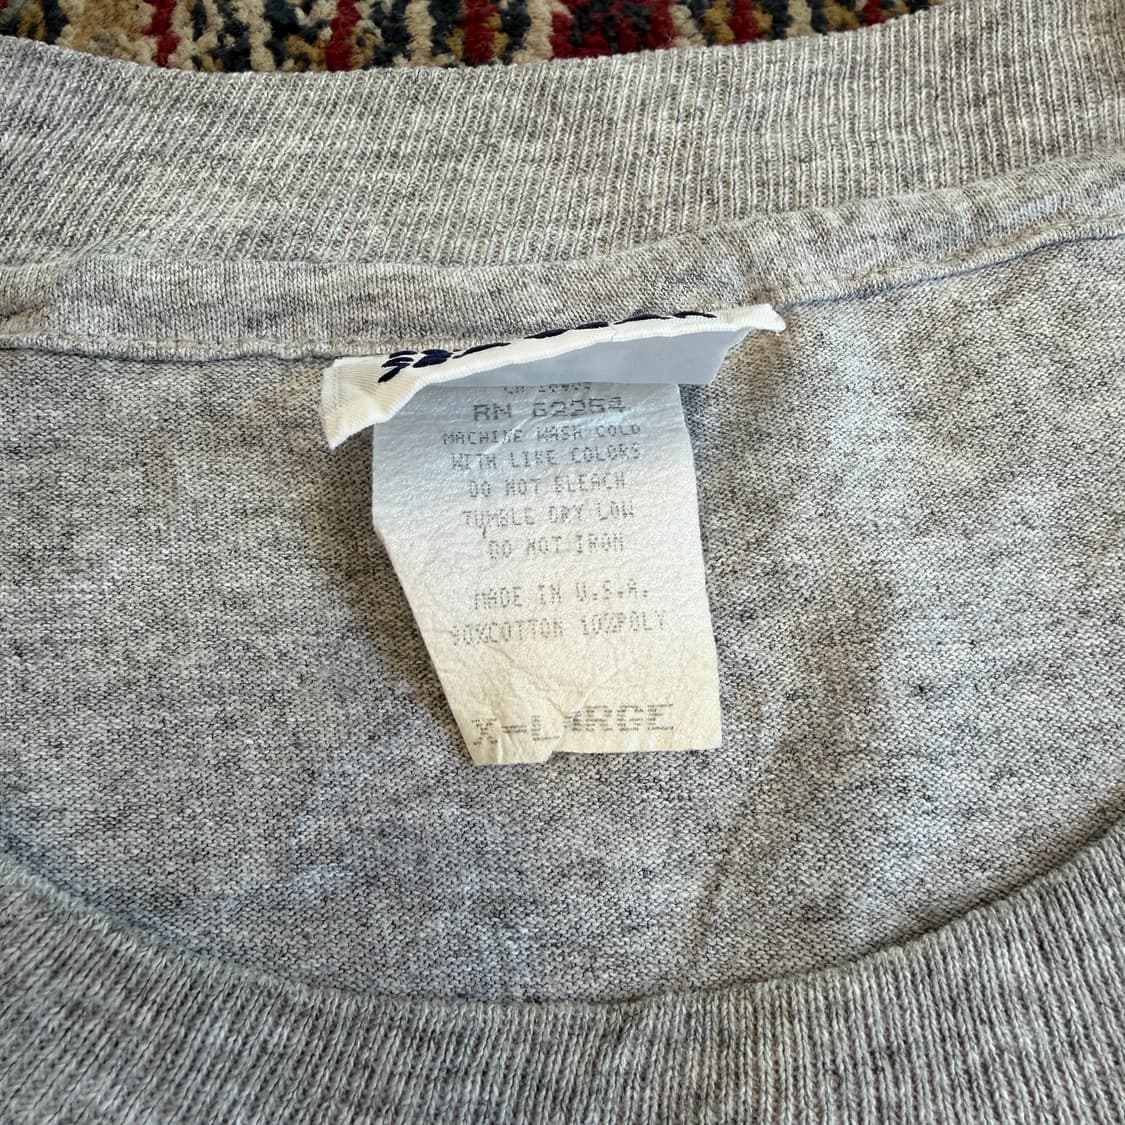 RN 62254
MACHINE WASH COLD
WITH LIKE COLORS
DO NOT BLEACH
TUMBLE DRY LOW
DO NOT IRON
MADE IN U.S.A.
90%COTTON 10%POLY
X-LARGE